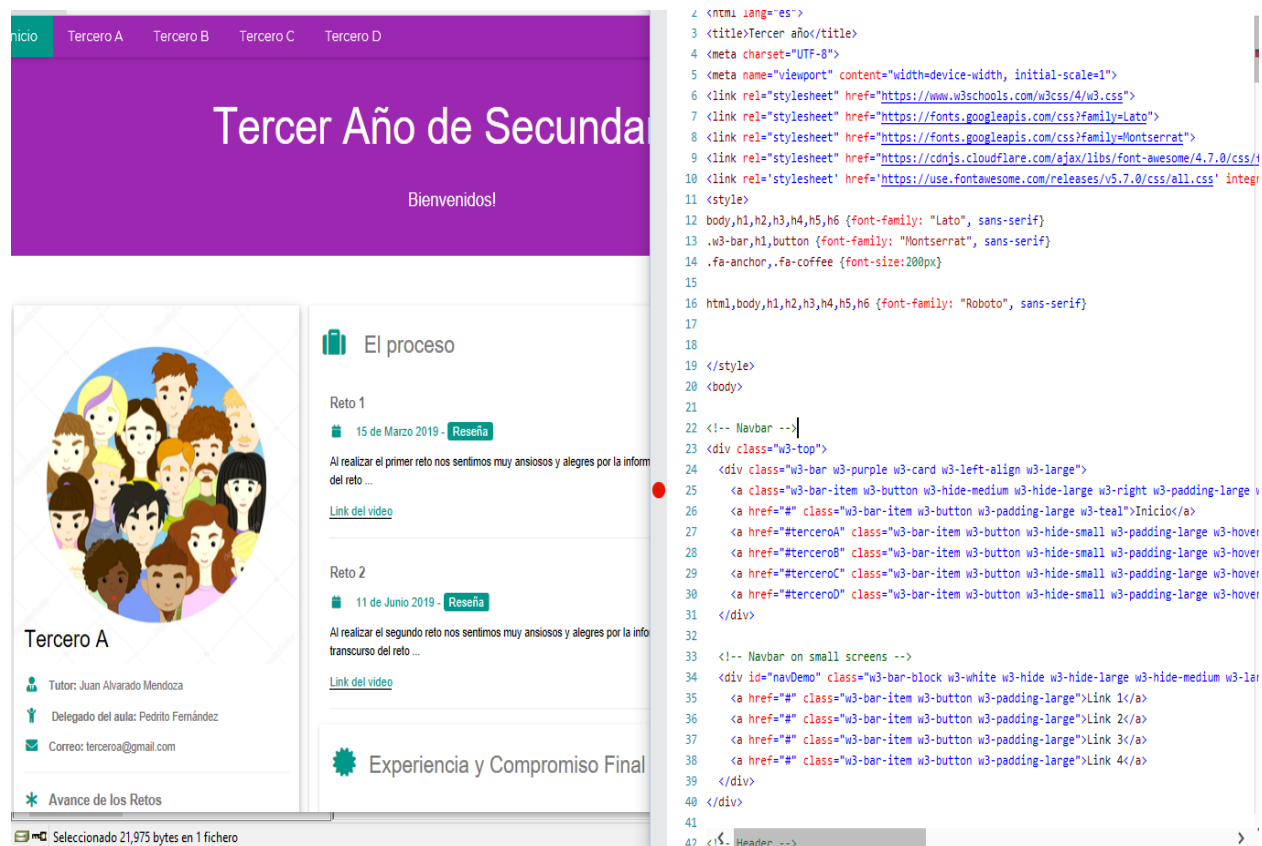 nicio Tercero A Tercero B Tercero C Tercero D
Tercer Año de Secundar
Bienvenidos!
Tercero A
Tutor: Juan Alvarado Mendoza
Delegado del aula: Pedrito Fernández
Correo: terceroa@gmail.com
Avance de los Retos
El proceso
Reto 1
15 de Marzo 2019 - Reseña
Al realizar el primer reto nos sentimos muy ansiosos y alegres por la inform
del reto ...
Link del video
Reto 2
11 de Junio 2019 - Reseña
Al realizar el segundo reto nos sentimos muy ansiosos y alegres por la info
transcurso del reto ...
Link del video
Experiencia y Compromiso Final
Seleccionado 21,975 bytes en 1 fichero
2 <html lang="es">
3 <title>Tercer año</title>
4 <meta charset="UTF-8">
5 <meta name="viewport" content="width=device-width, initial-scale=1">
6 <link rel="stylesheet" href="https://www.w3schools.com/w3css/4/w3.css">
7 <link rel="stylesheet" href="https://fonts.googleapis.com/css?family=Lato">
8 <link rel="stylesheet" href="https://fonts.googleapis.com/css?family=Montserrat">
9 <link rel="stylesheet" href="https://cdnjs.cloudflare.com/ajax/libs/font-awesome/4.7.0/css/f
10 <link rel='stylesheet' href='https://use.fontawesome.com/releases/v5.7.0/css/all.css' integr
11 <style>
12 body,h1,h2,h3,h4,h5,h6 {font-family: "Lato", sans-serif}
13 .w3-bar,h1,button {font-family: "Montserrat", sans-serif}
14 .fa-anchor,.fa-coffee {font-size:200px}
15
16 html,body,h1,h2,h3,h4,h5,h6 {font-family: "Roboto", sans-serif}
17
18
19 </style>
20 <body>
21
22 <!-- Navbar -->
23 <div class="w3-top">
24 <div class="w3-bar w3-purple w3-card w3-left-align w3-large">
25 <a class="w3-bar-item w3-button w3-hide-medium w3-hide-large w3-right w3-padding-large w
26 <a href="#" class="w3-bar-item w3-button w3-padding-large w3-teal">Inicio</a>
27 <a href="#terceroA" class="w3-bar-item w3-button w3-hide-small w3-padding-large w3-hover
28 <a href="#terceroB" class="w3-bar-item w3-button w3-hide-small w3-padding-large w3-hover
29 <a href="#terceroC" class="w3-bar-item w3-button w3-hide-small w3-padding-large w3-hover
30 <a href="#terceroD" class="w3-bar-item w3-button w3-hide-small w3-padding-large w3-hover
31 </div>
32
33 <!-- Navbar on small screens -->
34 <div id="navDemo" class="w3-bar-block w3-white w3-hide w3-hide-large w3-hide-medium w3-lar
35 <a href="#" class="w3-bar-item w3-button w3-padding-large">Link 1</a>
36 <a href="#" class="w3-bar-item w3-button w3-padding-large">Link 2</a>
37 <a href="#" class="w3-bar-item w3-button w3-padding-large">Link 3</a>
38 <a href="#" class="w3-bar-item w3-button w3-padding-large">Link 4</a>
39 </div>
40 </div>
41
42 <!-- Header -->